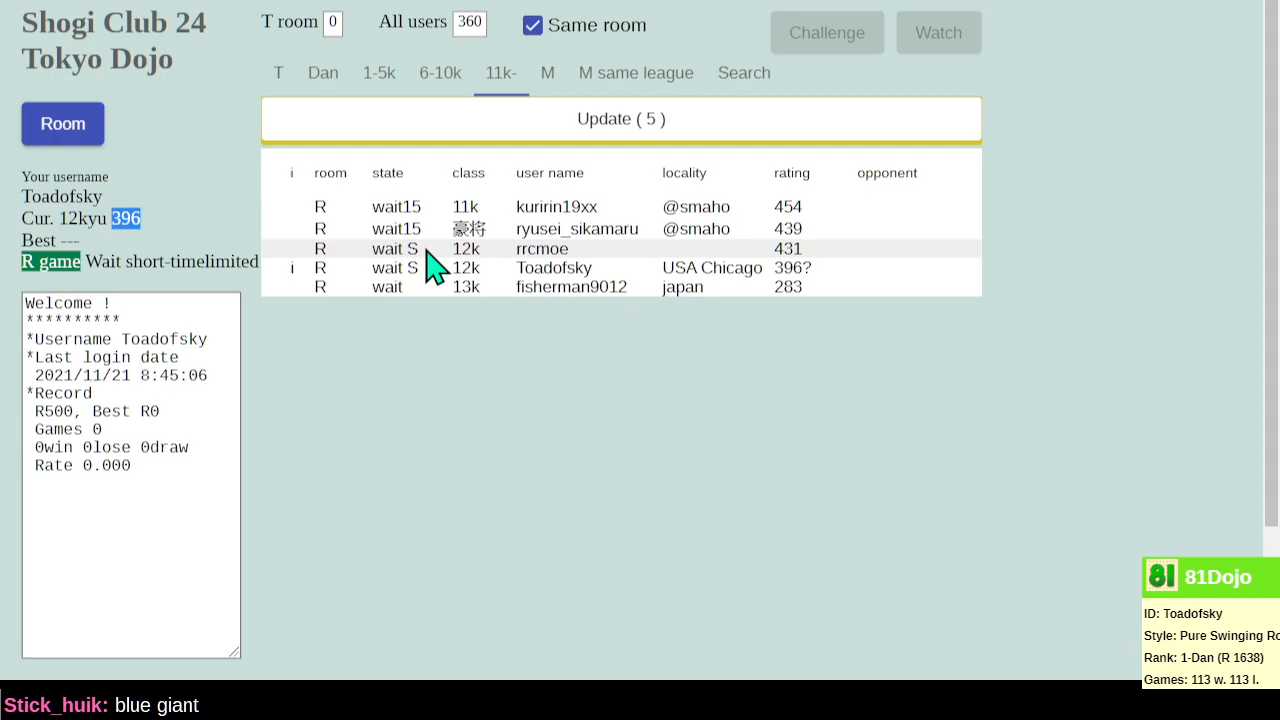 Shogi Club 24
Tokyo Dojo
T room 0 All users 360 Same room Challenge Watch
T Dan 1-5k 6-10k 11k- M M same league Search
Room
Update ( 5 )
Your username
Toadofsky
Cur. 12kyu 396
Best ---
R game Wait short-timelimited
i room state class user name locality rating opponent
R wait15 11k kuririn19xx @smaho 454
R wait15 豪将 ryusei_sikamaru @smaho 439
R wait S 12k rrcmoe 431
i R wait S 12k Toadofsky USA Chicago 396?
R wait 13k fisherman9012 japan 283
Welcome !
**********
*Username Toadofsky
*Last login date
2021/11/21 8:45:06
*Record
R500, Best R0
Games 0
0win 0lose 0draw
Rate 0.000
81 81Dojo
ID: Toadofsky
Style: Pure Swinging Ro
Rank: 1-Dan (R 1638)
Games: 113 w. 113 l.
Stick_huik: blue giant